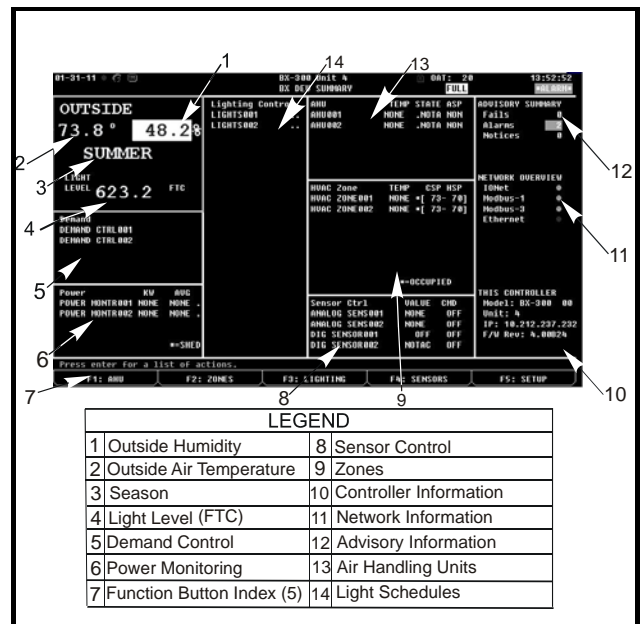 1
14
13
01-31-11
BX-300 Unit 4
OAT: 20
13:52:52
BX DEV SUMMARY
FULL
*ALARM*
OUTSIDE
73.8° 48.2%
SUMMER
LIGHT
LEVEL 623.2 FTC
Demand
DEMAND CTRL001
DEMAND CTRL002
Power KW AVG
POWER MONTR001 NONE NONE .
POWER MONTR002 NONE NONE .
*=SHED
Lighting Control
LIGHTS001 ..
LIGHTS002 ..
AHU TEMP STATE ASP
AHU001 NONE .NOTA NON
AHU002 NONE .NOTA NON
HVAC Zone TEMP CSP HSP
HVAC ZONE001 NONE *[ 73- 70]
HVAC ZONE002 NONE *[ 73- 70]
*=OCCUPIED
Sensor Ctrl VALUE CMD
ANALOG SENS001 NONE OFF
ANALOG SENS002 NONE OFF
DIG SENSOR001 OFF OFF
DIG SENSOR002 NOTAC OFF
ADVISORY SUMMARY
Fails 0
Alarms 2
Notices 0
NETWORK OVERVIEW
IONet
Modbus-1
Modbus-3
Ethernet
THIS CONTROLLER
Model: BX-300 00
Unit: 4
IP: 10.212.237.232
F/W Rev: 4.00B24
Press enter for a list of actions.
F1: AHU F2: ZONES F3: LIGHTING F4: SENSORS F5: SETUP
2
3
4
5
6
7
8
9
10
11
12
LEGEND
1 Outside Humidity 8 Sensor Control
2 Outside Air Temperature 9 Zones
3 Season 10 Controller Information
4 Light Level (FTC) 11 Network Information
5 Demand Control 12 Advisory Information
6 Power Monitoring 13 Air Handling Units
7 Function Button Index (5) 14 Light Schedules